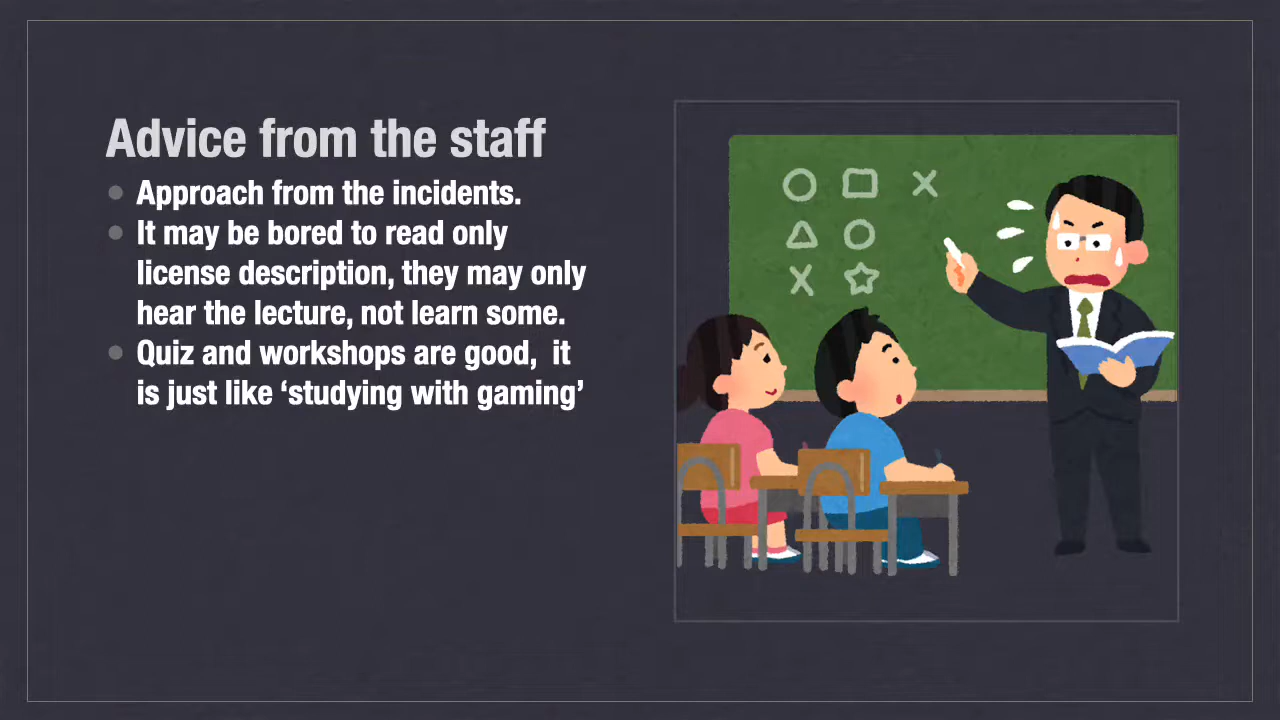 Advice from the staff
Approach from the incidents.
It may be bored to read only
license description, they may only
hear the lecture, not learn some.
Quiz and workshops are good,  it
is just like ‘studying with gaming’